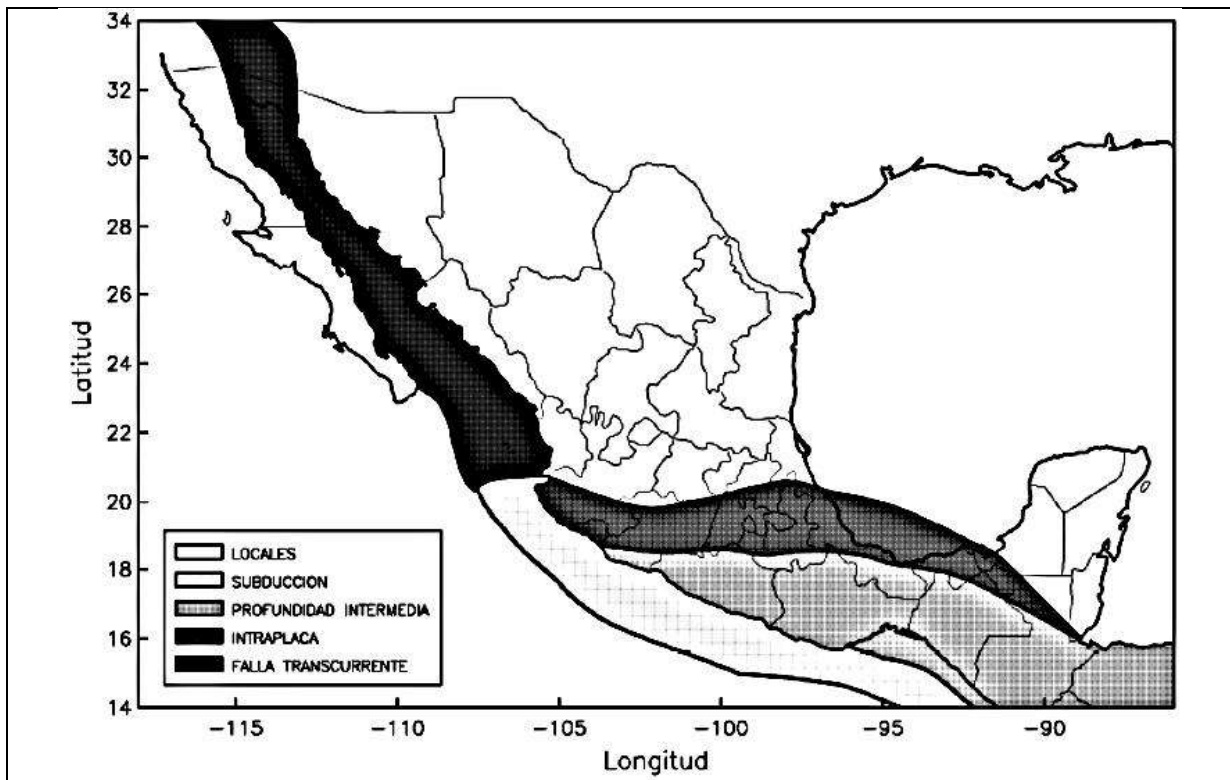 34
32
30
28
26
24
22
20
18
16
14
Latitud
LOCALES
SUBDUCCION
PROFUNDIDAD INTERMEDIA
INTRAPLACA
FALLA TRANSCURRENTE
-115 -110 -105 -100 -95 -90
Longitud